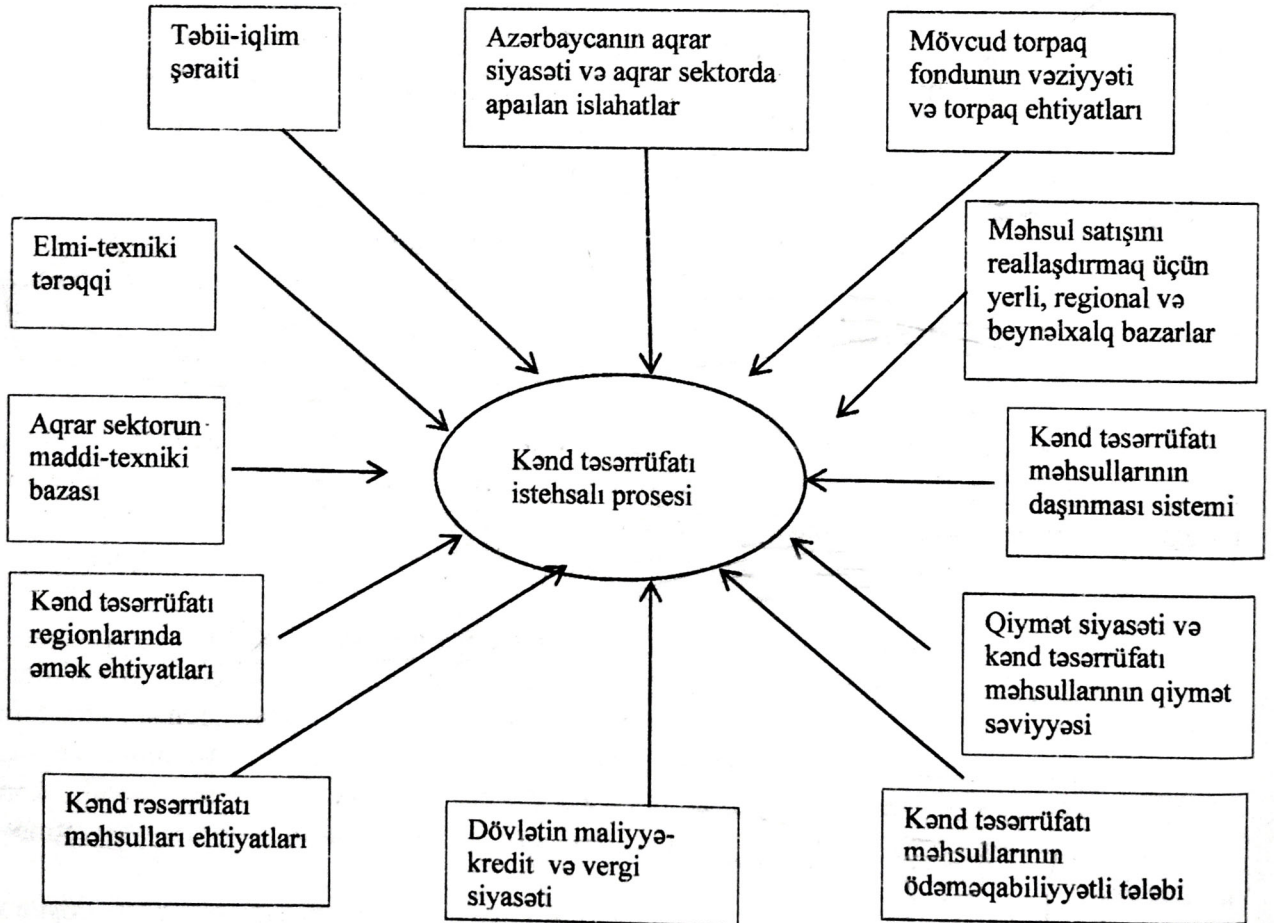 Təbii-iqlim
şəraiti
Azərbaycanın aqrar
siyasəti və aqrar sektorda
apaılan islahatlar
Mövcud torpaq
fondunun vəziyyəti
və torpaq ehtiyatları
Elmi-texniki
tərəqqi
Məhsul satışını
reallaşdırmaq üçün
yerli, regional və
beynəlxalq bazarlar
Aqrar sektorun
maddi-texniki
bazası
Kənd təsərrüfatı
istehsalı prosesi
Kənd təsərrüfatı
məhsullarının
daşınması sistemi
Kənd təsərrüfatı
regionlarında
əmək ehtiyatları
Qiymət siyasəti və
kənd təsərrüfatı
məhsullarının qiymət
səviyyəsi
Kənd rəsərrüfatı
məhsulları ehtiyatları
Dövlətin maliyyə-
kredit və vergi
siyasəti
Kənd təsərrüfatı
məhsullarının
ödəməqabiliyyətli tələbi